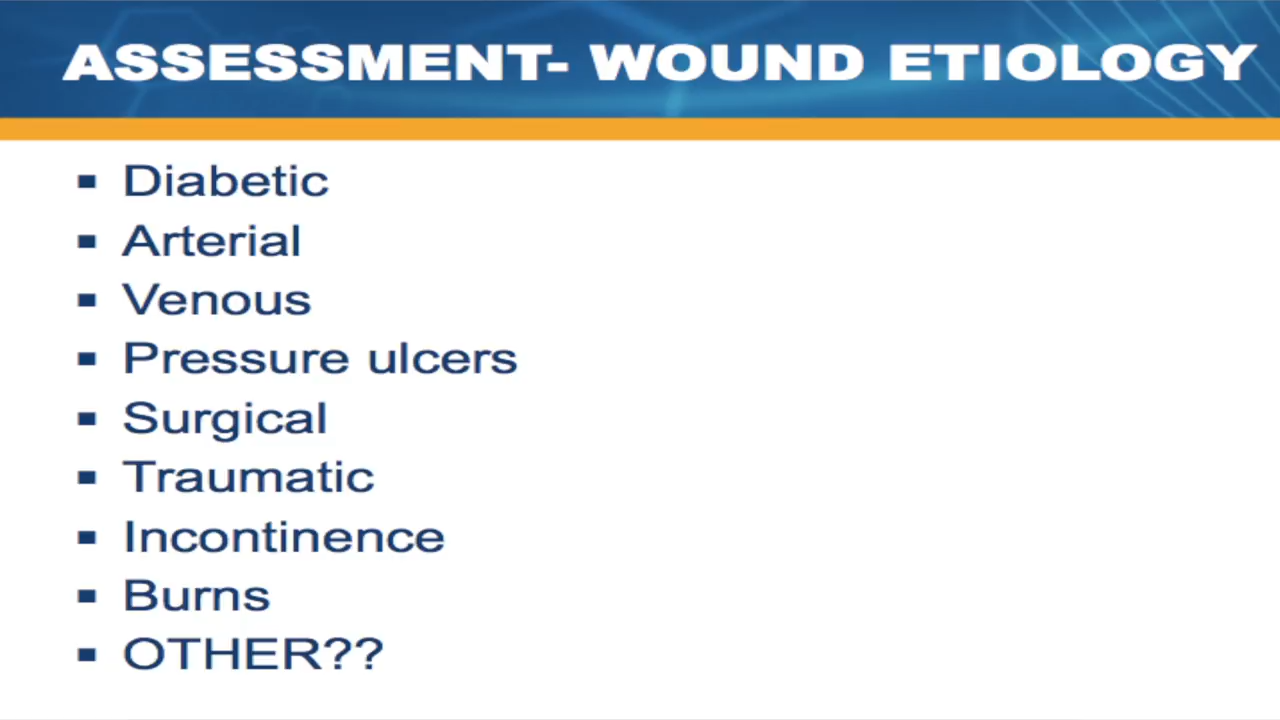 ASSESSMENT- WOUND ETIOLOGY
▪ Diabetic
▪ Arterial
▪ Venous
▪ Pressure ulcers
▪ Surgical
▪ Traumatic
▪ Incontinence
▪ Burns
▪ OTHER??